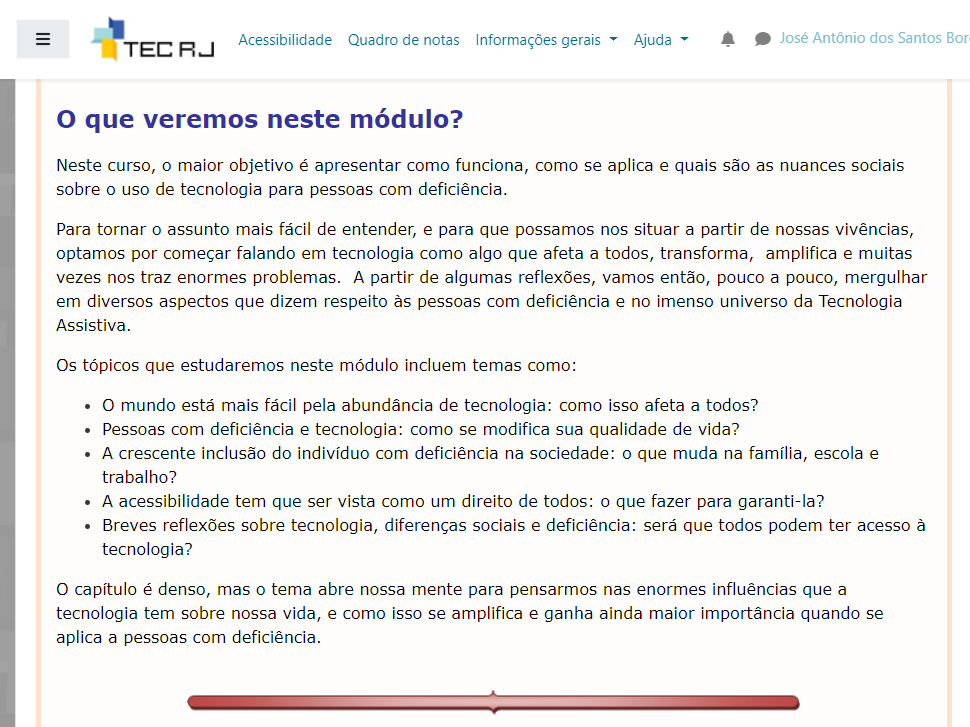 TEC RJ
Acessibilidade Quadro de notas Informações gerais Ajuda José Antônio dos Santos Bor
O que veremos neste módulo?
Neste curso, o maior objetivo é apresentar como funciona, como se aplica e quais são as nuances sociais
sobre o uso de tecnologia para pessoas com deficiência.
Para tornar o assunto mais fácil de entender, e para que possamos nos situar a partir de nossas vivências,
optamos por começar falando em tecnologia como algo que afeta a todos, transforma,  amplifica e muitas
vezes nos traz enormes problemas.  A partir de algumas reflexões, vamos então, pouco a pouco, mergulhar
em diversos aspectos que dizem respeito às pessoas com deficiência e no imenso universo da Tecnologia
Assistiva.
Os tópicos que estudaremos neste módulo incluem temas como:
• O mundo está mais fácil pela abundância de tecnologia: como isso afeta a todos?
• Pessoas com deficiência e tecnologia: como se modifica sua qualidade de vida?
• A crescente inclusão do indivíduo com deficiência na sociedade: o que muda na família, escola e
trabalho?
• A acessibilidade tem que ser vista como um direito de todos: o que fazer para garanti-la?
• Breves reflexões sobre tecnologia, diferenças sociais e deficiência: será que todos podem ter acesso à
tecnologia?
O capítulo é denso, mas o tema abre nossa mente para pensarmos nas enormes influências que a
tecnologia tem sobre nossa vida, e como isso se amplifica e ganha ainda maior importância quando se
aplica a pessoas com deficiência.